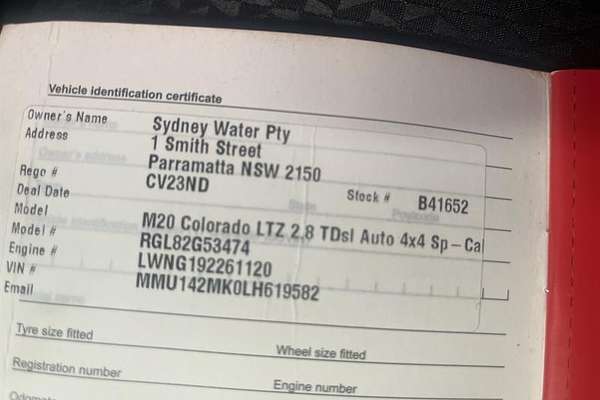 Vehicle identification certificate
Owner's Name Sydney Water Pty
Address 1 Smith Street
Parramatta NSW 2150
Rego # CV23ND Stock # B41652
Deal Date
Model M20 Colorado LTZ 2.8 TDsl Auto 4x4 Sp-Cal
Model # RGL82G53474
Engine # LWNG192261120
VIN # MMU142MK0LH619582
Email
Tyre size fitted Wheel size fitted
Registration number Engine number